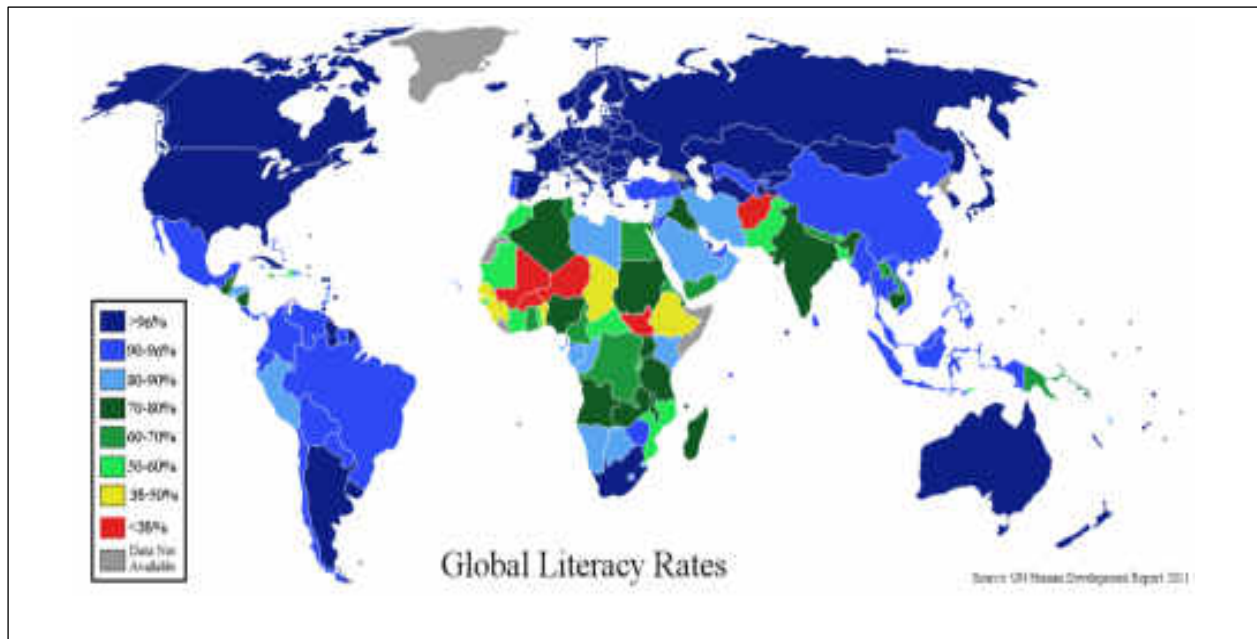 >96%
90-96%
80-90%
70-80%
60-70%
50-60%
35-50%
<35%
Data Not
Available
Global Literacy Rates
Source: UN Human Development Report 2011